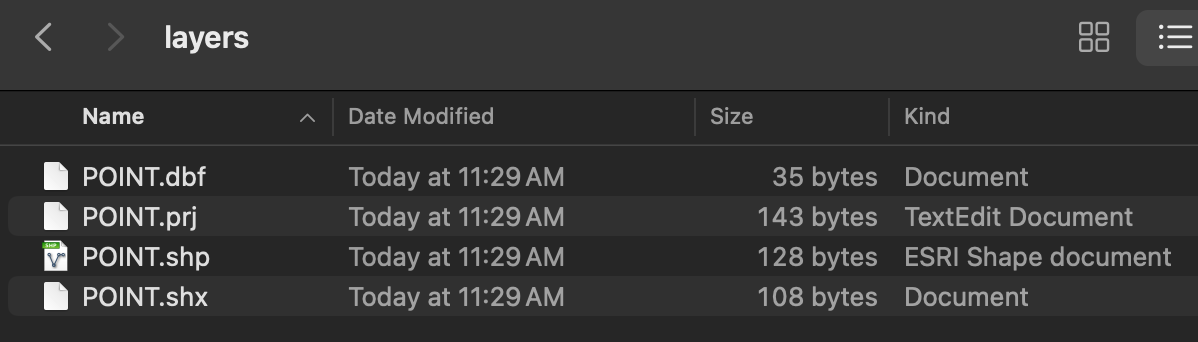 layers
Name Date Modified Size Kind
POINT.dbf Today at 11:29 AM 35 bytes Document
POINT.prj Today at 11:29 AM 143 bytes TextEdit Document
SHP POINT.shp Today at 11:29 AM 128 bytes ESRI Shape document
POINT.shx Today at 11:29 AM 108 bytes Document